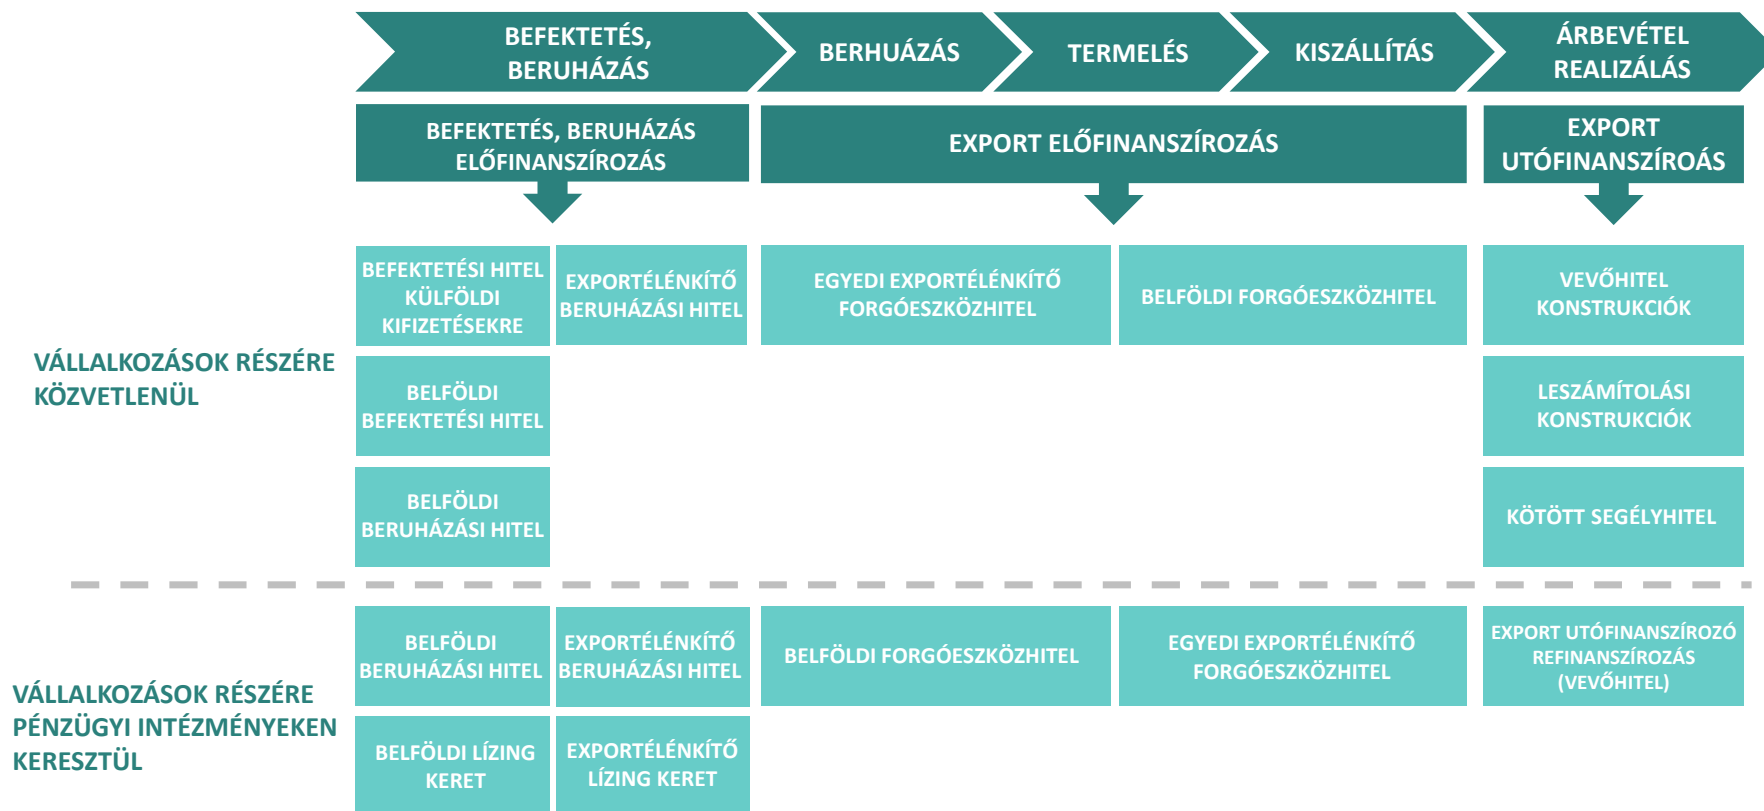 BEFEKTETÉS,
BERUHÁZÁS
BERHUÁZÁS
TERMELÉS
KISZÁLLÍTÁS
ÁRBEVÉTEL
REALIZÁLÁS
BEFEKTETÉS, BERUHÁZÁS
ELŐFINANSZÍROZÁS
EXPORT ELŐFINANSZÍROZÁS
EXPORT
UTÓFINANSZÍROÁS
VÁLLALKOZÁSOK RÉSZÉRE
KÖZVETLENÜL
BEFEKTETÉSI HITEL
KÜLFÖLDI
KIFIZETÉSEKRE
EXPORTÉLÉNKÍTŐ
BERUHÁZÁSI HITEL
EGYEDI EXPORTÉLÉNKÍTŐ
FORGÓESZKÖZHITEL
BELFÖLDI FORGÓESZKÖZHITEL
VEVŐHITEL
KONSTRUKCIÓK
BELFÖLDI
BEFEKTETÉSI HITEL
LESZÁMÍTOLÁSI
KONSTRUKCIÓK
BELFÖLDI
BERUHÁZÁSI HITEL
KÖTÖTT SEGÉLYHITEL
VÁLLALKOZÁSOK RÉSZÉRE
PÉNZÜGYI INTÉZMÉNYEKEN
KERESZTÜL
BELFÖLDI
BERUHÁZÁSI HITEL
EXPORTÉLÉNKÍTŐ
BERUHÁZÁSI HITEL
BELFÖLDI FORGÓESZKÖZHITEL
EGYEDI EXPORTÉLÉNKÍTŐ
FORGÓESZKÖZHITEL
EXPORT UTÓFINANSZÍROZÓ
REFINANSZÍROZÁS
(VEVŐHITEL)
BELFÖLDI LÍZING
KERET
EXPORTÉLÉNKÍTŐ
LÍZING KERET